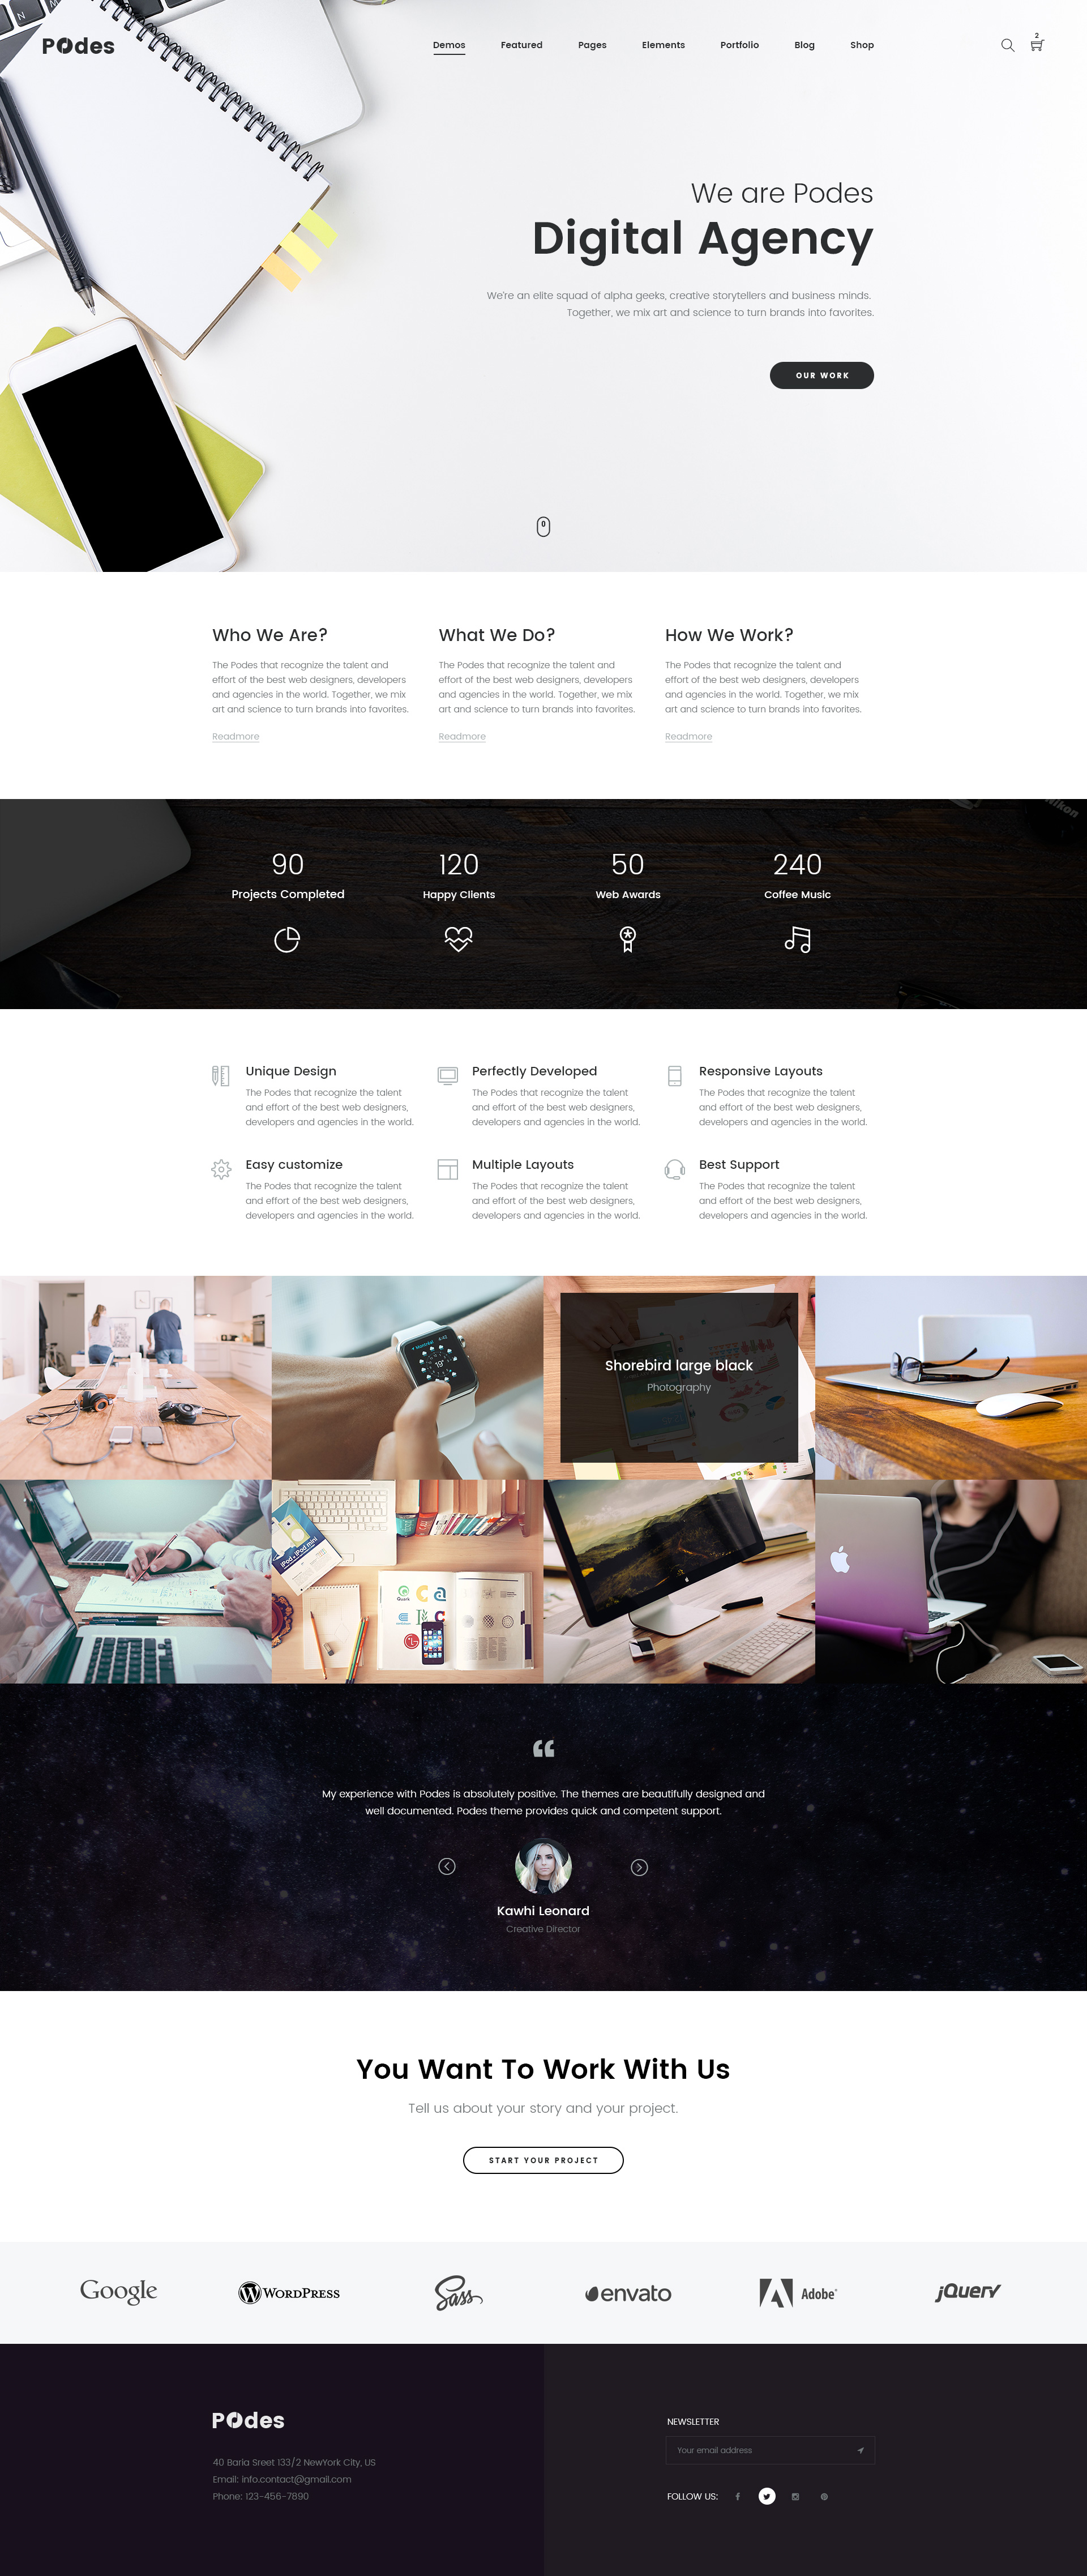 Podes
Demos Featured Pages Elements Portfolio Blog Shop
2
We are Podes
Digital Agency
We're an elite squad of alpha geeks, creative storytellers and business minds.
Together, we mix art and science to turn brands into favorites.
OUR WORK
Who We Are?
The Podes that recognize the talent and
effort of the best web designers, developers
and agencies in the world. Together, we mix
art and science to turn brands into favorites.
Readmore
What We Do?
The Podes that recognize the talent and
effort of the best web designers, developers
and agencies in the world. Together, we mix
art and science to turn brands into favorites.
Readmore
How We Work?
The Podes that recognize the talent and
effort of the best web designers, developers
and agencies in the world. Together, we mix
art and science to turn brands into favorites.
Readmore
Nikon
90
Projects Completed
120
Happy Clients
50
Web Awards
240
Coffee Music
Unique Design
The Podes that recognize the talent
and effort of the best web designers,
developers and agencies in the world.
Perfectly Developed
The Podes that recognize the talent
and effort of the best web designers,
developers and agencies in the world.
Responsive Layouts
The Podes that recognize the talent
and effort of the best web designers,
developers and agencies in the world.
Easy customize
The Podes that recognize the talent
and effort of the best web designers,
developers and agencies in the world.
Multiple Layouts
The Podes that recognize the talent
and effort of the best web designers,
developers and agencies in the world.
Best Support
The Podes that recognize the talent
and effort of the best web designers,
developers and agencies in the world.
Shorebird large black
Photography
iPod + iPod mini
Quark
LG
“
My experience with Podes is absolutely positive. The themes are beautifully designed and
well documented. Podes theme provides quick and competent support.
Kawhi Leonard
Creative Director
You Want To Work With Us
Tell us about your story and your project.
START YOUR PROJECT
Google
WORDPRESS
Sass
envato
Adobe
jQuery
Podes
40 Baria Sreet 133/2 NewYork City, US
Email: info.contact@gmail.com
Phone: 123-456-7890
NEWSLETTER
Your email address
FOLLOW US: